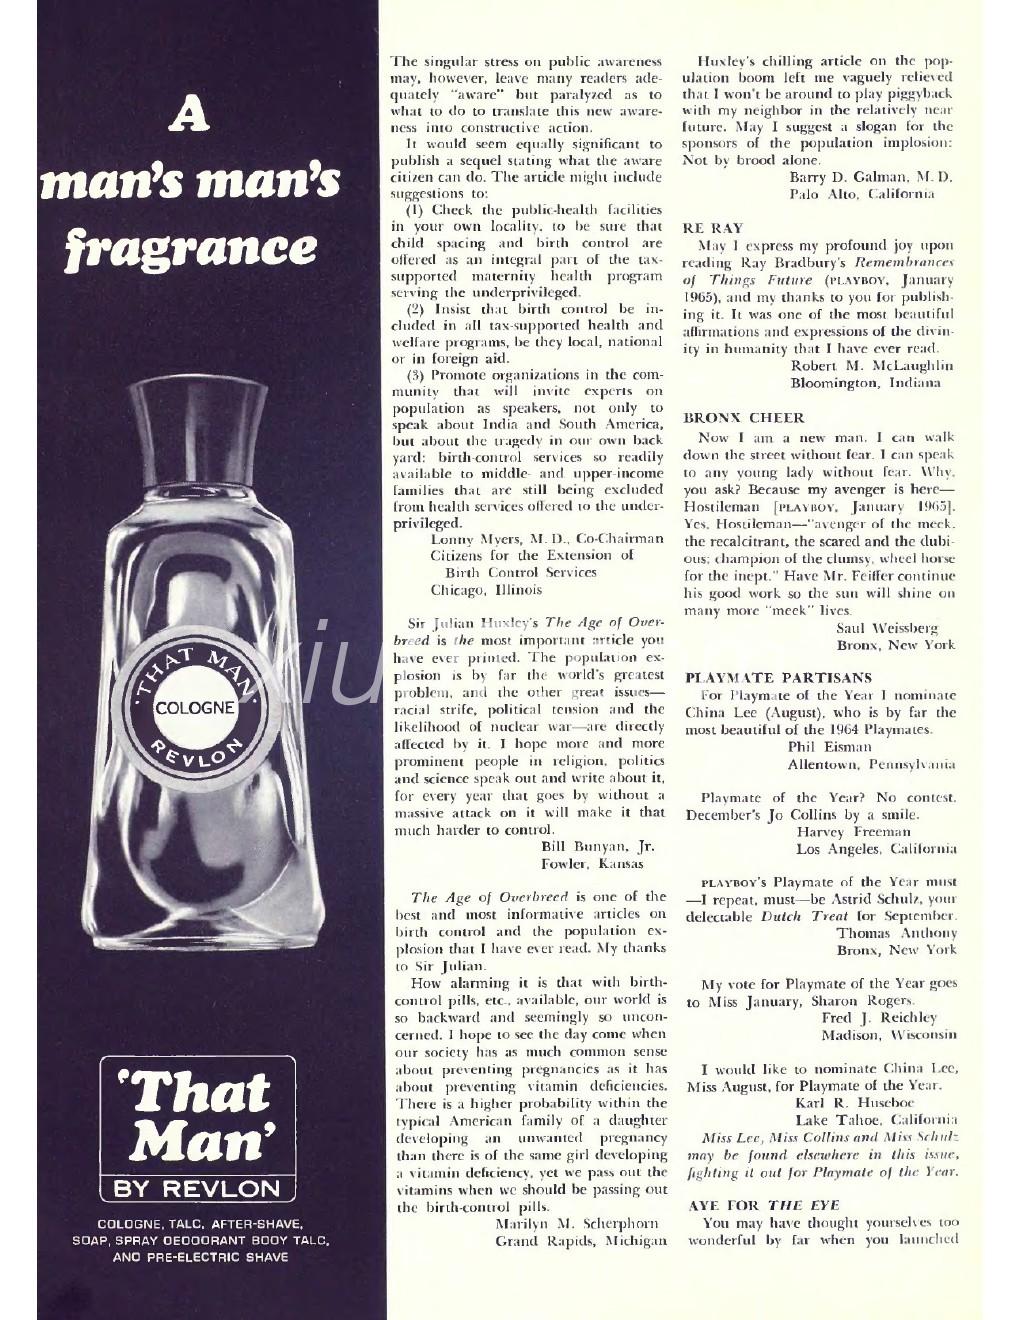 A
man's man's
fragrance
THAT MAN
COLOGNE
REVLON
'That
Man'
BY REVLON
COLOGNE, TALC, AFTER-SHAVE,
SOAP, SPRAY DEODORANT BODY TALC,
AND PRE-ELECTRIC SHAVE
The singular stress on public awareness
may, however, leave many readers ade-
quately "aware" but paralyzed as to
what to do to translate this new aware-
ness into constructive action.
It would seem equally significant to
publish a sequel stating what the aware
citizen can do. The article might include
suggestions to:
(1) Check the public-health facilities
in your own locality, to be sure that
child spacing and birth control are
offered as an integral part of the tax-
supported maternity health program
serving the underprivileged.
(2) Insist that birth control be in-
cluded in all tax-supported health and
welfare programs, be they local, national
or in foreign aid.
(3) Promote organizations in the com-
munity that will invite experts on
population as speakers, not only to
speak about India and South America,
but about the tragedy in our own back
yard: birth-control services so readily
available to middle- and upper-income
families that are still being excluded
from health services offered to the under-
privileged.
Lonny Myers, M. D., Co-Chairman
Citizens for the Extension of
Birth Control Services
Chicago, Illinois
Sir Julian Huxley's The Age of Over-
breed is the most important article you
have ever printed. The population ex-
plosion is by far the world's greatest
problem, and the other great issues—
racial strife, political tension and the
likelihood of nuclear war—are directly
affected by it. I hope more and more
prominent people in religion, politics
and science speak out and write about it,
for every year that goes by without a
massive attack on it will make it that
much harder to control.
Bill Bunyan, Jr.
Fowler, Kansas
The Age of Overbreed is one of the
best and most informative articles on
birth control and the population ex-
plosion that I have ever read. My thanks
to Sir Julian.
How alarming it is that with birth-
control pills, etc., available, our world is
so backward and seemingly so uncon-
cerned. I hope to see the day come when
our society has as much common sense
about preventing pregnancies as it has
about preventing vitamin deficiencies.
There is a higher probability within the
typical American family of a daughter
developing an unwanted pregnancy
than there is of the same girl developing
a vitamin deficiency, yet we pass out the
vitamins when we should be passing out
the birth-control pills.
Marilyn M. Scherphorn
Grand Rapids, Michigan
Huxley's chilling article on the pop-
ulation boom left me vaguely relieved
that I won't be around to play piggyback
with my neighbor in the relatively near
future. May I suggest a slogan for the
sponsors of the population implosion:
Not by brood alone.
Barry D. Galman, M. D.
Palo Alto, California
RE RAY
May I express my profound joy upon
reading Ray Bradbury's Remembrances
of Things Future (PLAYBOY, January
1965), and my thanks to you for publish-
ing it. It was one of the most beautiful
affirmations and expressions of the divin-
ity in humanity that I have ever read.
Robert M. McLaughlin
Bloomington, Indiana
BRONX CHEER
Now I am a new man. I can walk
down the street without fear. I can speak
to any young lady without fear. Why,
you ask? Because my avenger is here—
Hostileman [PLAYBOY, January 1965].
Yes, Hostileman—"avenger of the meek,
the recalcitrant, the scared and the dubi-
ous; champion of the clumsy, wheel horse
for the inept." Have Mr. Feiffer continue
his good work so the sun will shine on
many more "meek" lives.
Saul Weissberg
Bronx, New York
PLAYMATE PARTISANS
For Playmate of the Year I nominate
China Lee (August), who is by far the
most beautiful of the 1964 Playmates.
Phil Eisman
Allentown, Pennsylvania
Playmate of the Year? No contest.
December's Jo Collins by a smile.
Harvey Freeman
Los Angeles, California
PLAYBOY's Playmate of the Year must
—I repeat, must—be Astrid Schulz, your
delectable Dutch Treat for September.
Thomas Anthony
Bronx, New York
My vote for Playmate of the Year goes
to Miss January, Sharon Rogers.
Fred J. Reichley
Madison, Wisconsin
I would like to nominate China Lee,
Miss August, for Playmate of the Year.
Karl R. Huseboe
Lake Tahoe, California
Miss Lee, Miss Collins and Miss Schulz
may be found elsewhere in this issue,
fighting it out for Playmate of the Year.
AYE FOR THE EYE
You may have thought yourselves too
wonderful by far when you launched